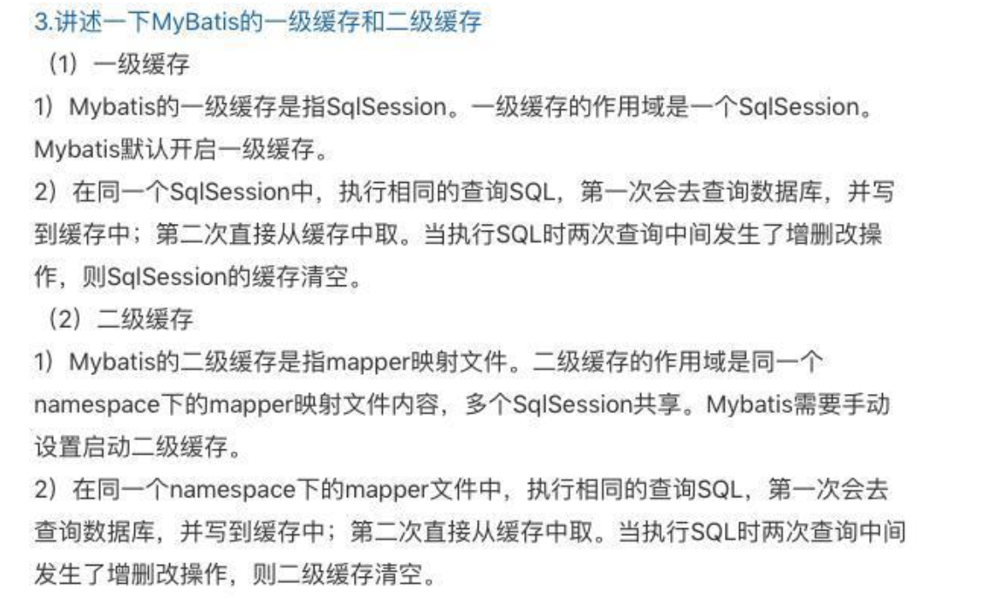 3.讲述一下MyBatis的一级缓存和二级缓存
（1）一级缓存
1）Mybatis的一级缓存是指SqlSession。一级缓存的作用域是一个SqlSession。
Mybatis默认开启一级缓存。
2）在同一个SqlSession中，执行相同的查询SQL，第一次会去查询数据库，并写
到缓存中；第二次直接从缓存中取。当执行SQL时两次查询中间发生了增删改操
作，则SqlSession的缓存清空。
（2）二级缓存
1）Mybatis的二级缓存是指mapper映射文件。二级缓存的作用域是同一个
namespace下的mapper映射文件内容，多个SqlSession共享。Mybatis需要手动
设置启动二级缓存。
2）在同一个namespace下的mapper文件中，执行相同的查询SQL，第一次会去
查询数据库，并写到缓存中；第二次直接从缓存中取。当执行SQL时两次查询中间
发生了增删改操作，则二级缓存清空。